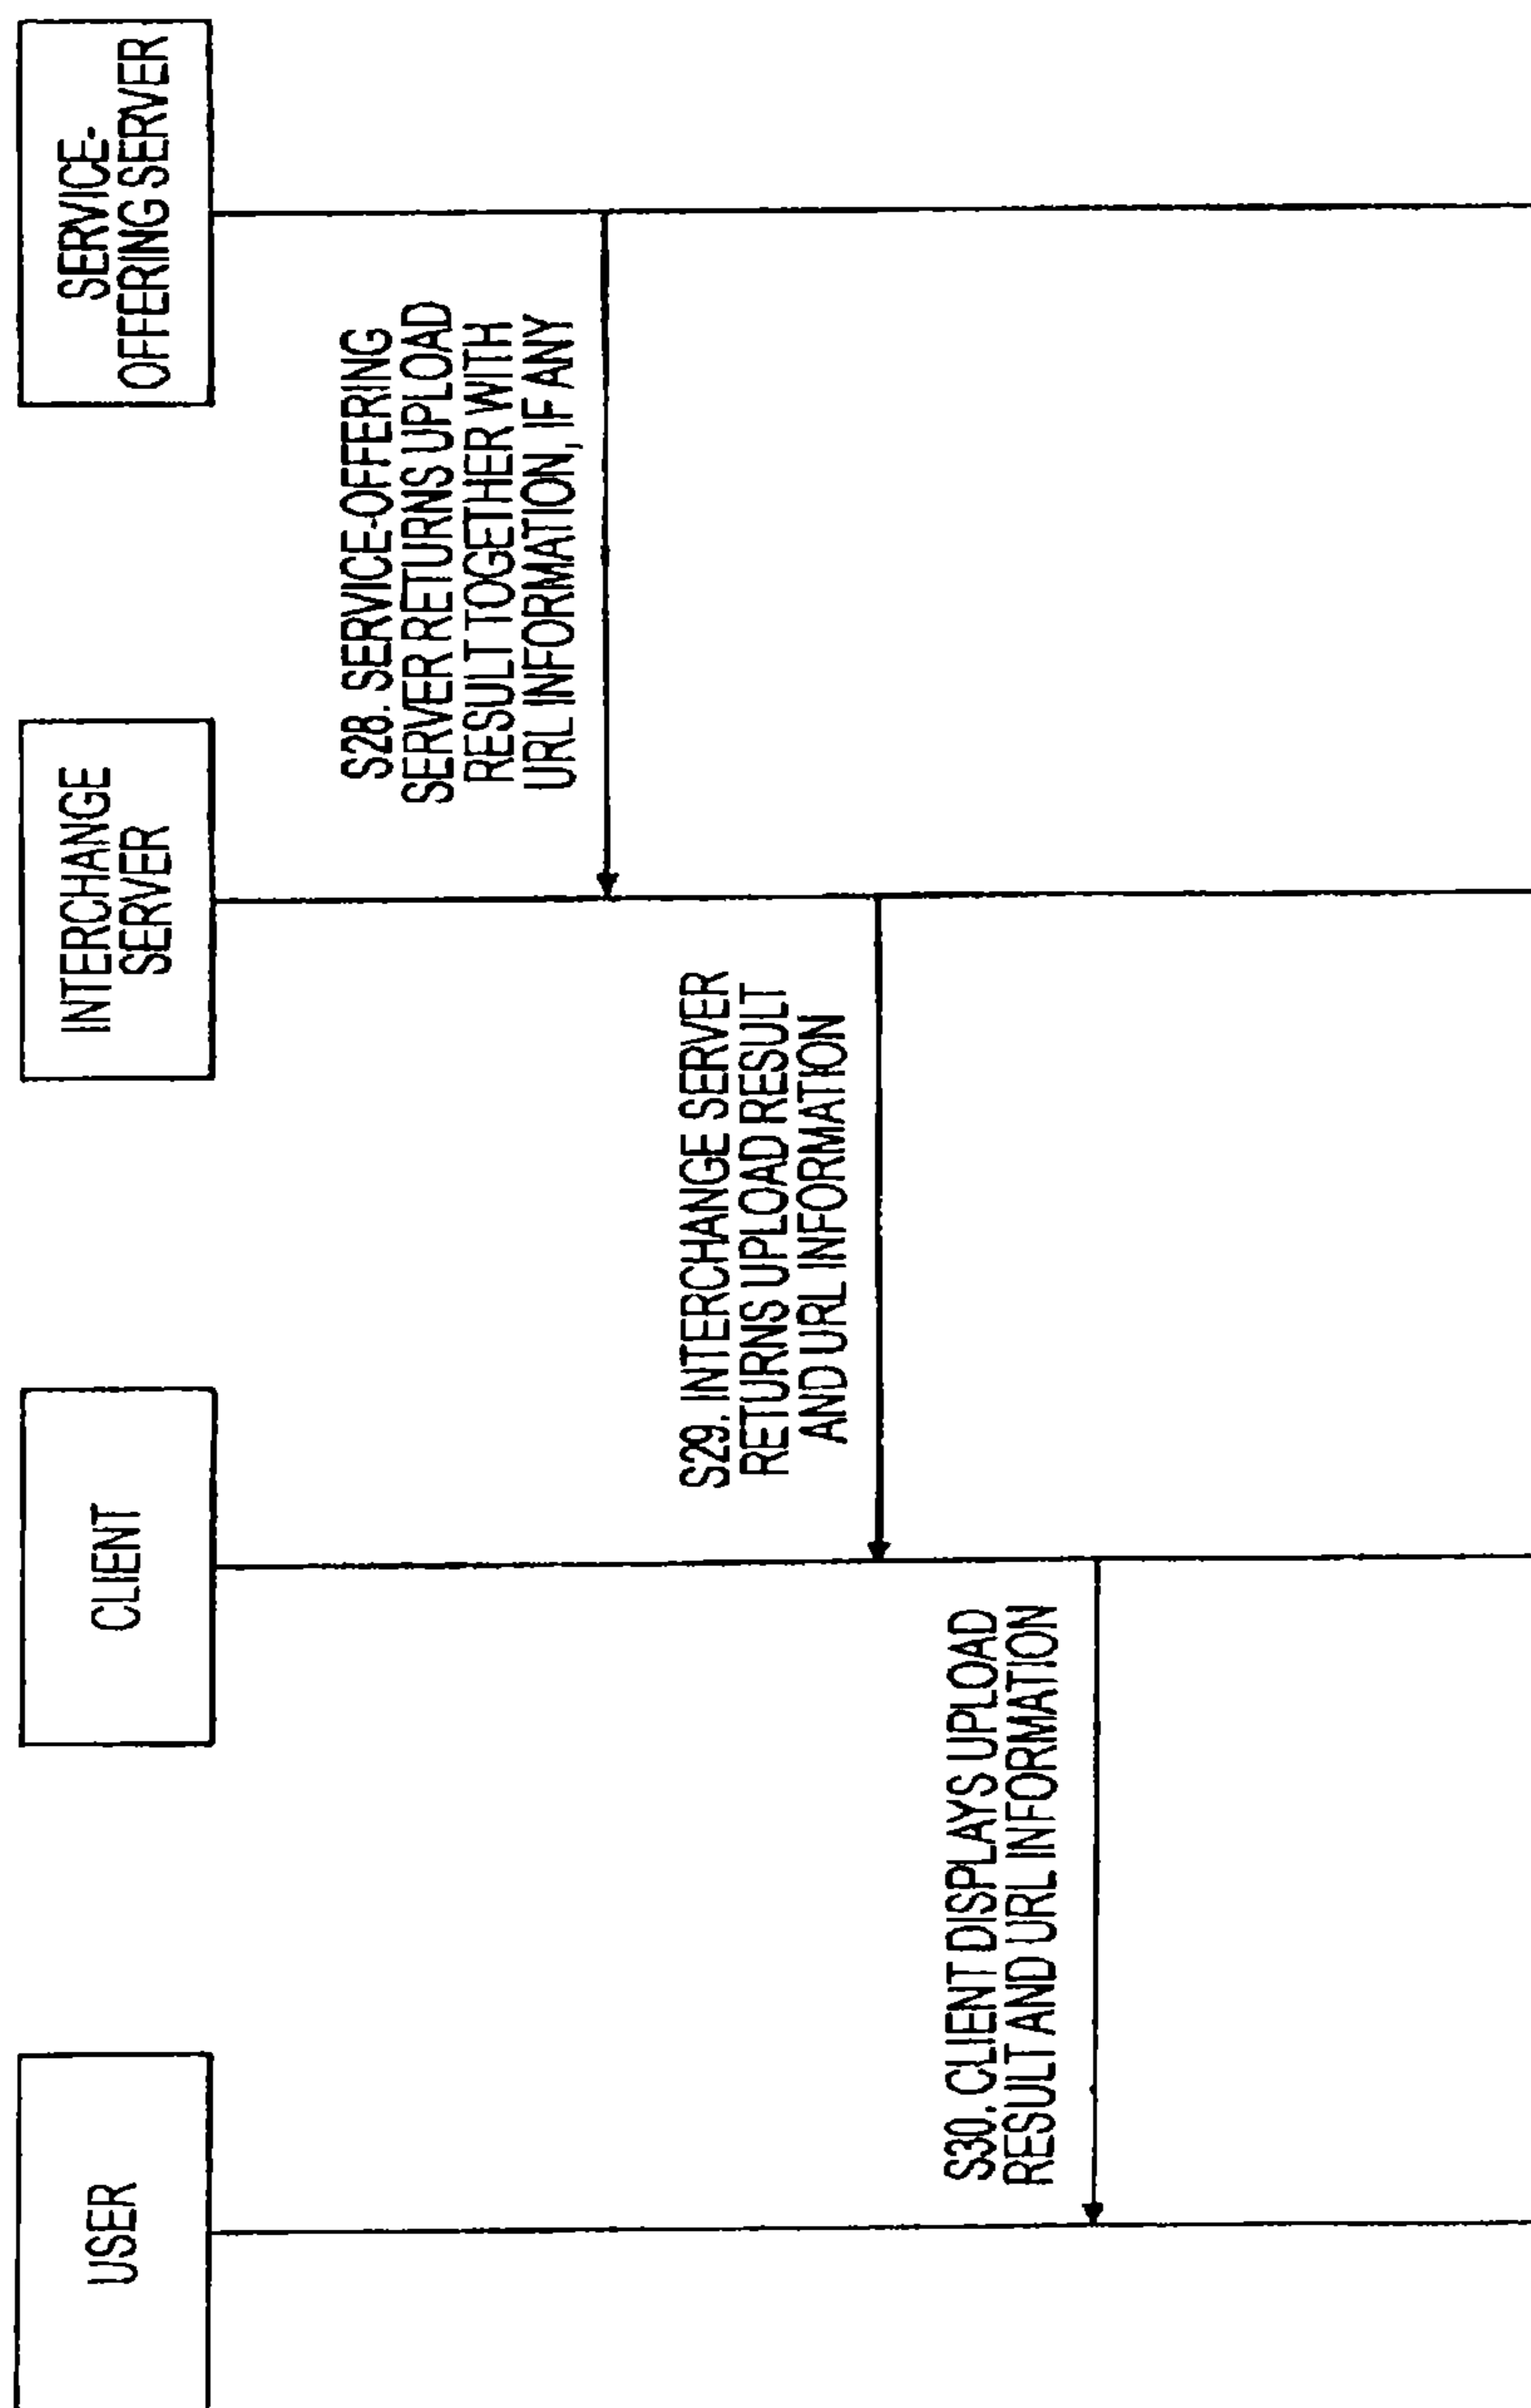 USER
CLIENT
INTERCHANGE
SERVER
SERVICE-
OFFERING SERVER
S28. SERVICE-OFFERING
SERVER RETURNS UPLOAD
RESULT TOGETHER WITH
URL INFORMATION, IF ANY
S29. INTERCHANGE SERVER
RETURNS UPLOAD RESULT
AND URL INFORMATION
S30. CLIENT DISPLAYS UPLOAD
RESULT AND URL INFORMATION